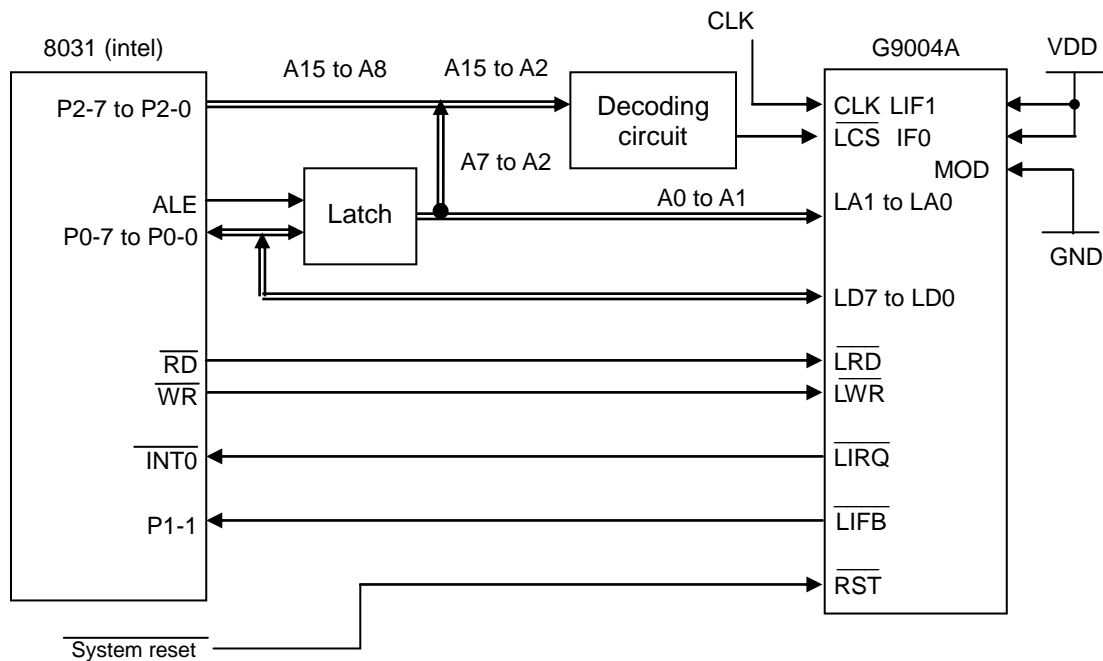 CLK
8031 (intel)
G9004A
VDD
A15 to A8
A15 to A2
P2-7 to P2-0
Decoding
circuit
CLK LIF1
LCS IF0
A7 to A2
MOD
ALE
Latch
A0 to A1
LA1 to LA0
P0-7 to P0-0
GND
LD7 to LD0
RD
LRD
WR
LWR
INT0
LIRQ
P1-1
LIFB
RST
System reset